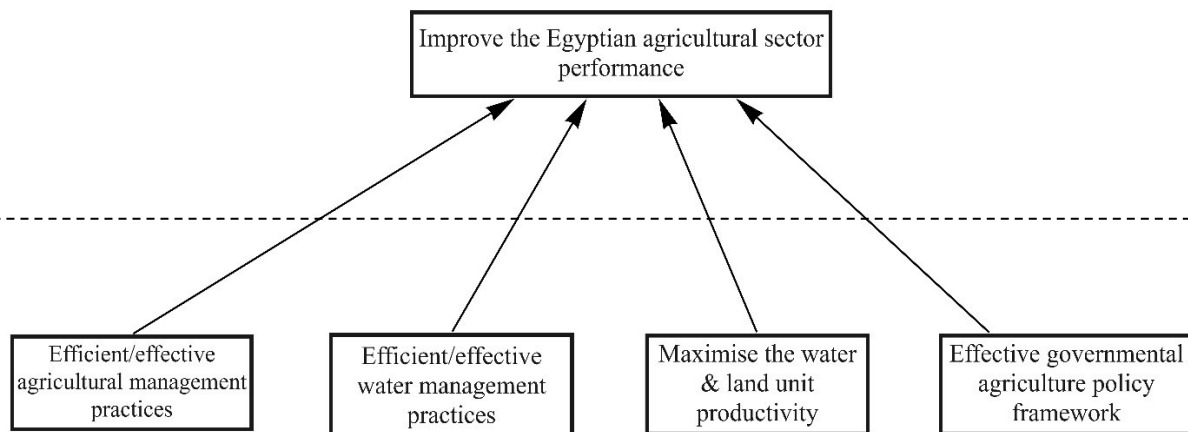 Improve the Egyptian agricultural sector
performance
Efficient/effective
agricultural management
practices
Efficient/effective
water management
practices
Maximise the water
& land unit
productivity
Effective governmental
agriculture policy
framework